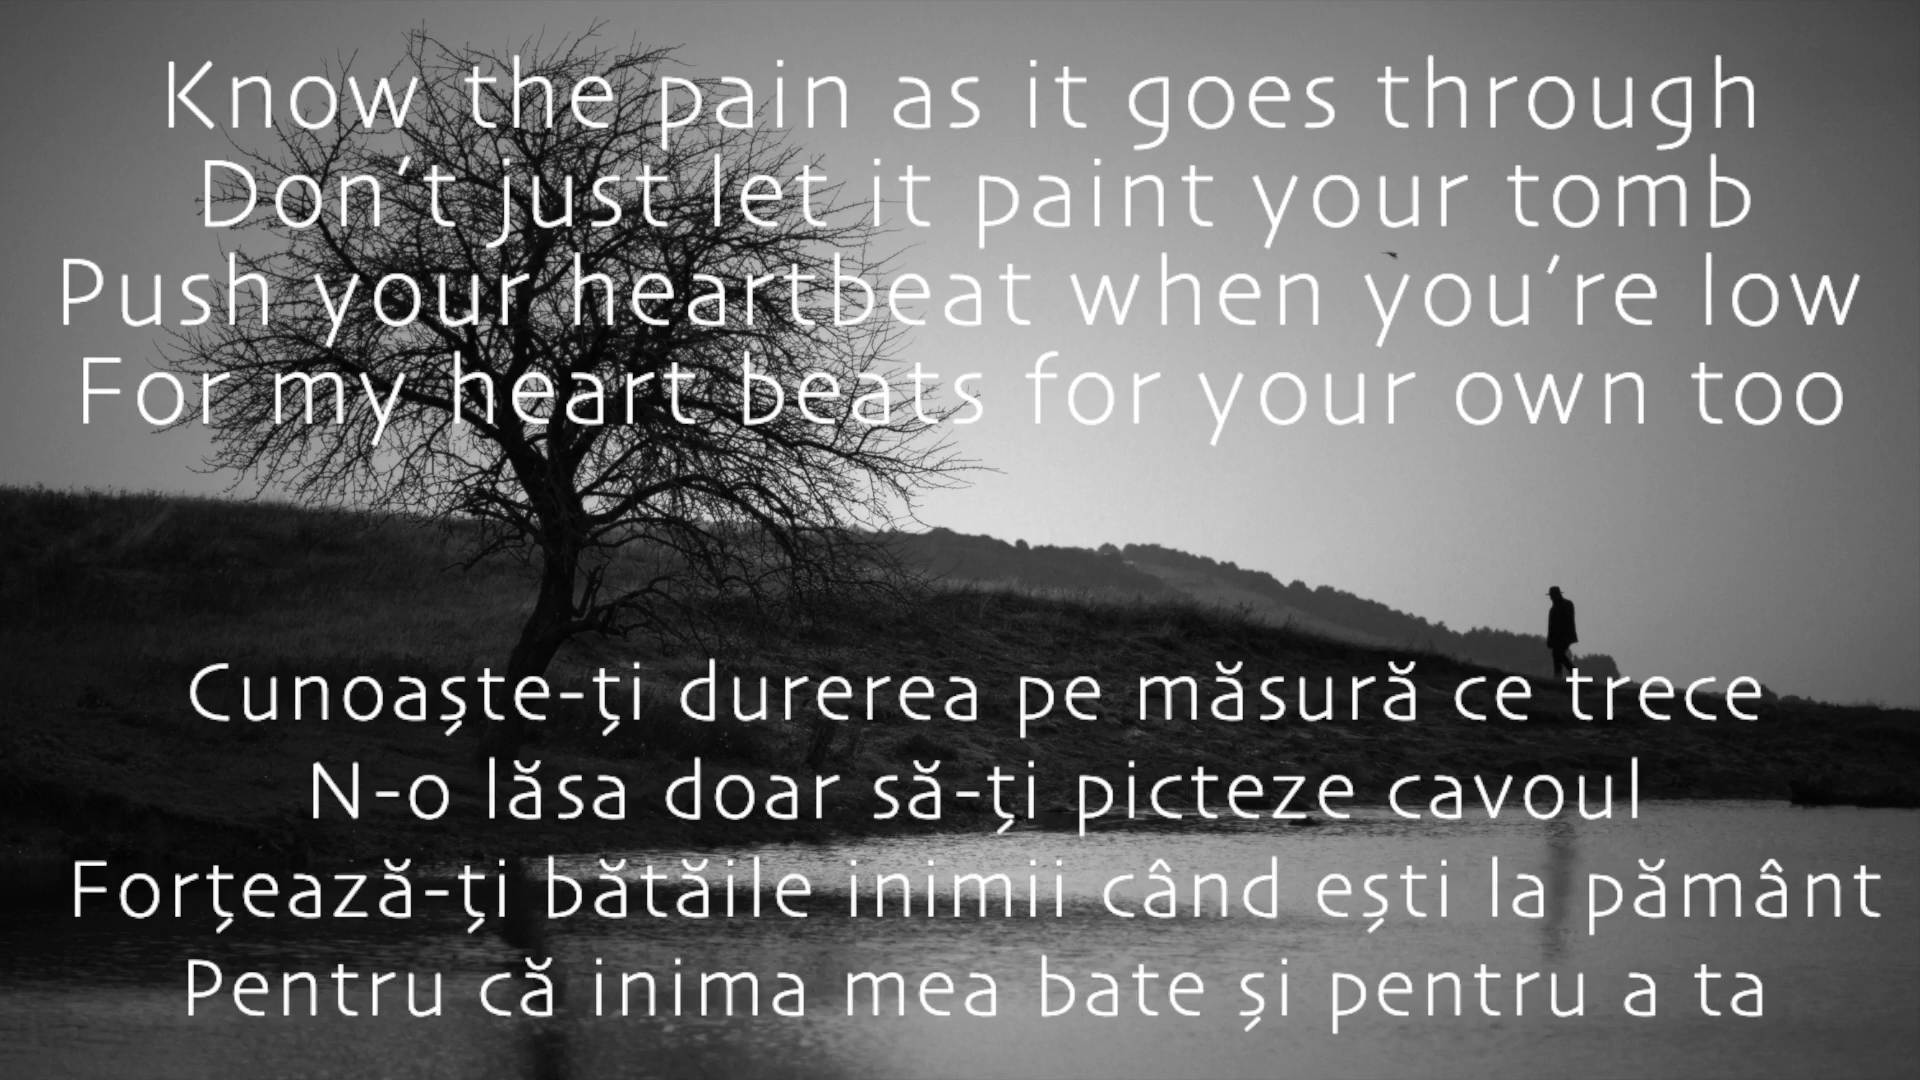 Know the pain as it goes through
Don't just let it paint your tomb
Push your heartbeat when you're low
For my heart beats for your own too
Cunoaște-ți durerea pe măsură ce trece
N-o lăsa doar să-ți picteze cavoul
Forțează-ți bătăile inimii când ești la pământ
Pentru că inima mea bate și pentru a ta